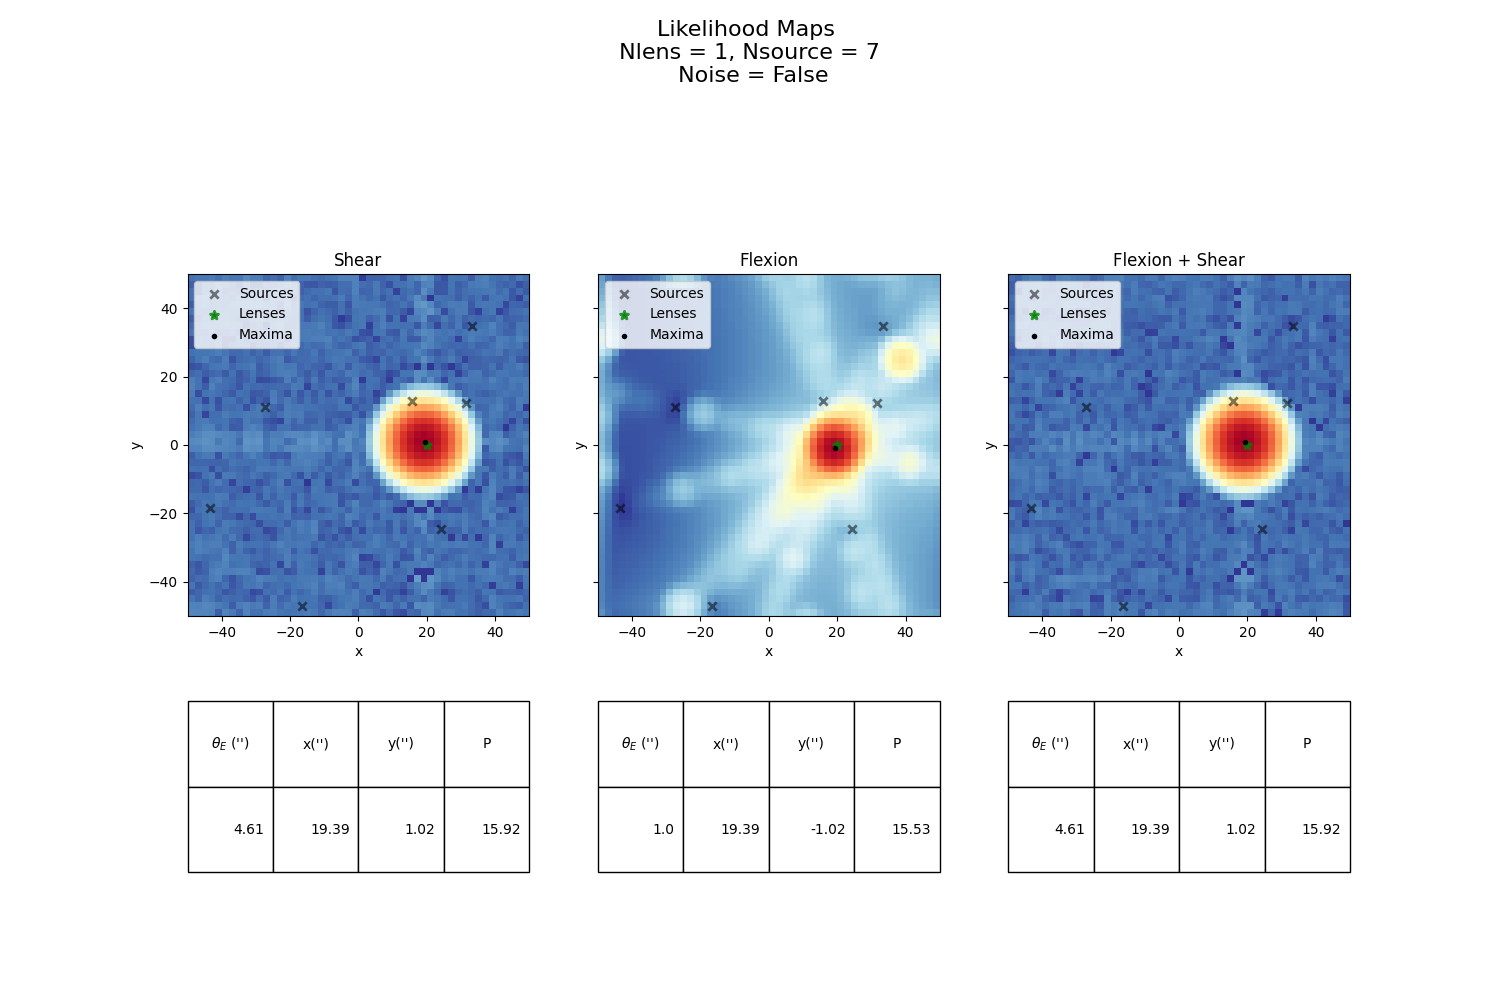 Likelihood Maps
Nlens = 1, Nsource = 7
Noise = False
Shear
Flexion
Flexion + Shear
Sources
Lenses
Maxima
Sources
Lenses
Maxima
Sources
Lenses
Maxima
40
20
0
−20
−40
y
y
y
−40 −20 0 20 40
−40 −20 0 20 40
−40 −20 0 20 40
x
x
x
θE ('') x('') y('') P
4.61 19.39 1.02 15.92
θE ('') x('') y('') P
1.0 19.39 -1.02 15.53
θE ('') x('') y('') P
4.61 19.39 1.02 15.92